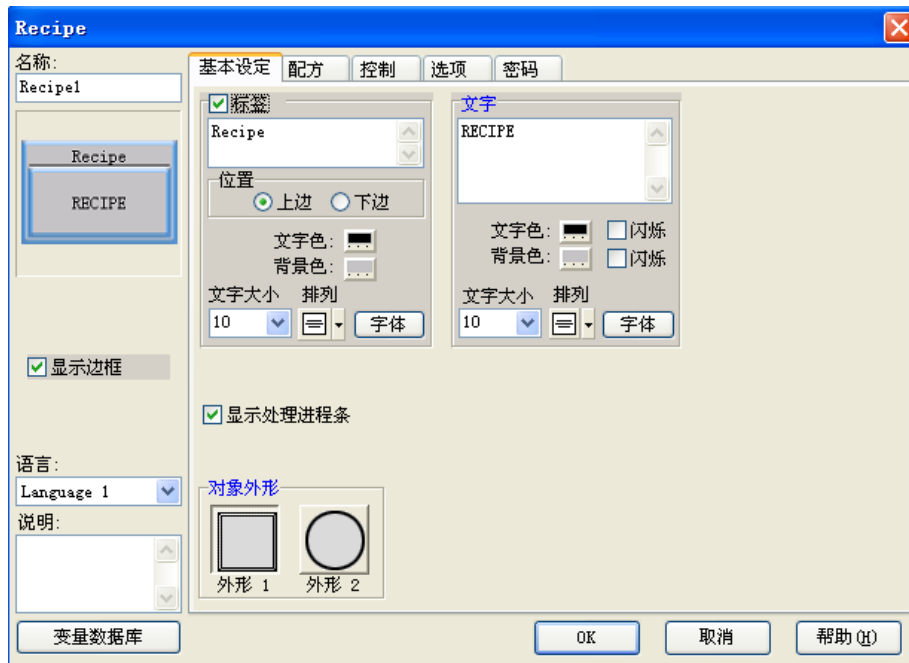 Recipe
名称:
Recipe1
Recipe
RECIPE
显示边框
语言:
Language 1
说明:
变量数据库
基本设定 配方 控制 选项 密码
标签
Recipe
位置
上边 下边
文字色: ...
背景色: ...
文字大小 排列
10 字体
文字
RECIPE
文字色: ... 闪烁
背景色: ... 闪烁
文字大小 排列
10 字体
显示处理进程条
对象外形
外形 1 外形 2
OK 取消 帮助(H)